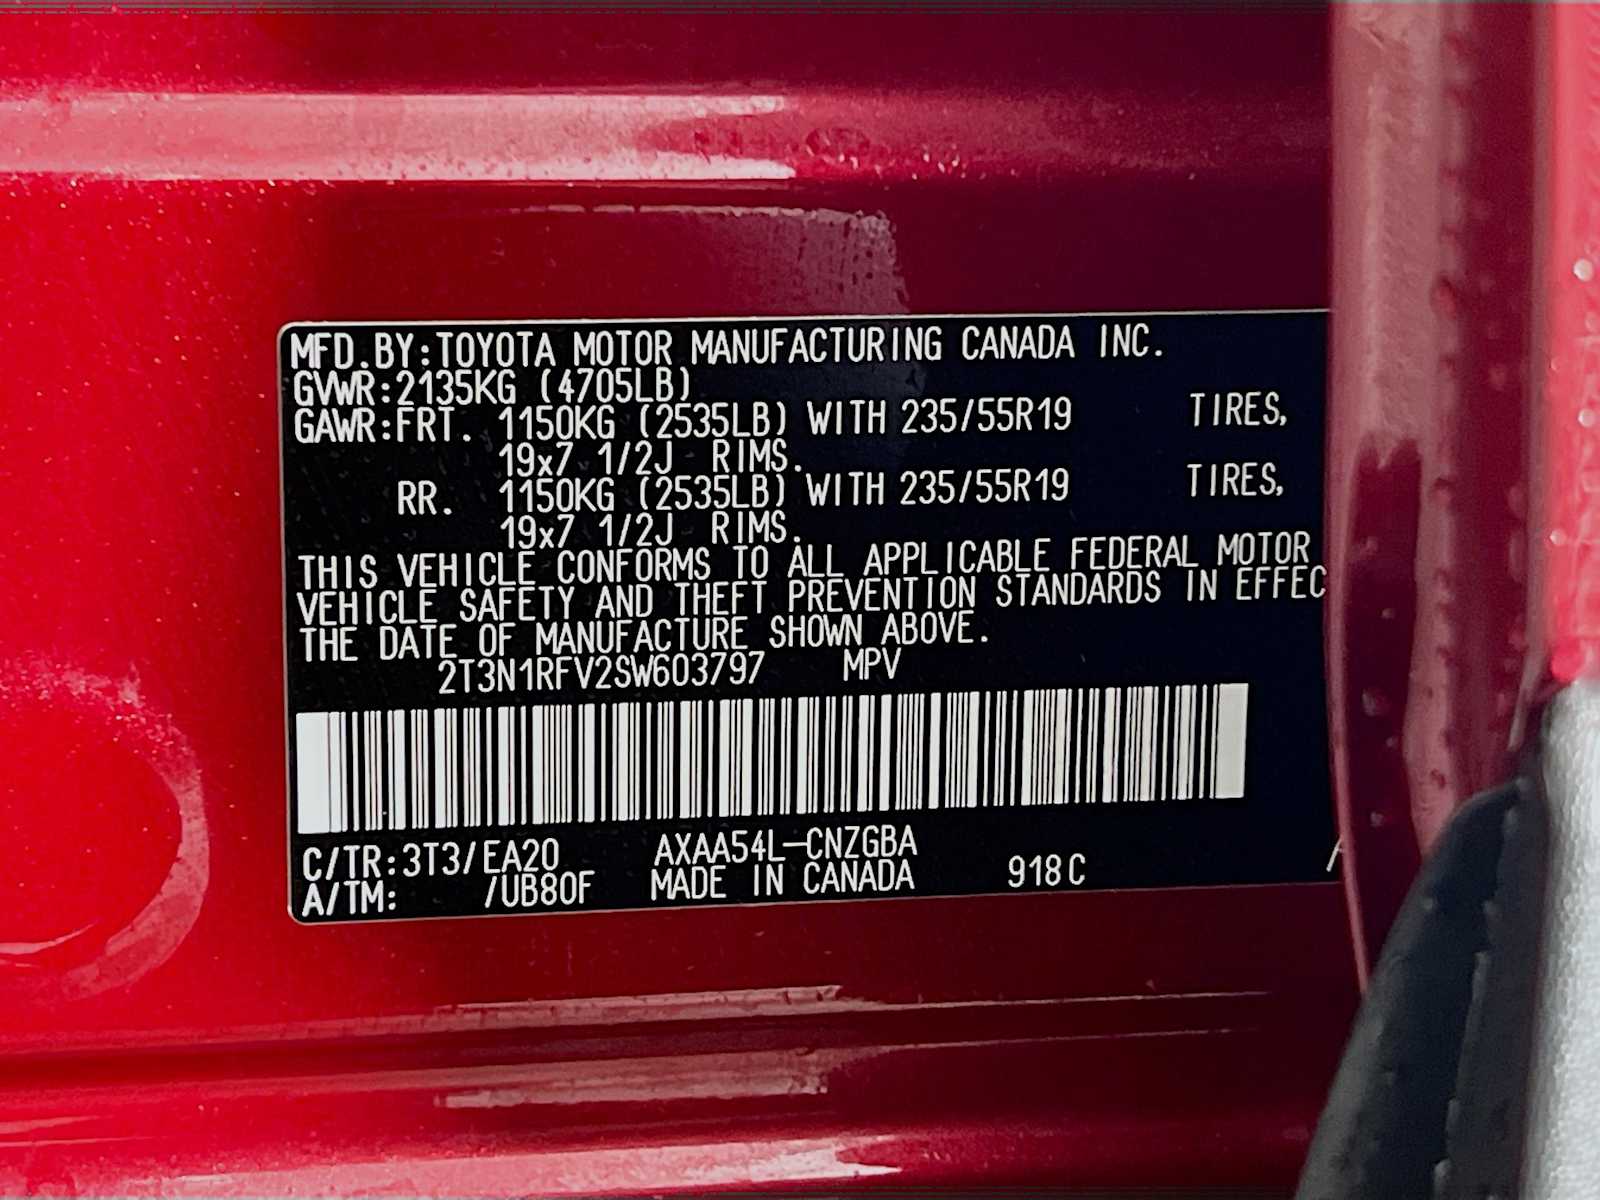 MFD.BY:TOYOTA MOTOR MANUFACTURING CANADA INC.
GVWR:2135KG (4705LB)
GAWR:FRT. 1150KG (2535LB) WITH 235/55R19 TIRES,
19x7 1/2J RIMS.
RR. 1150KG (2535LB) WITH 235/55R19 TIRES,
19x7 1/2J RIMS.
THIS VEHICLE CONFORMS TO ALL APPLICABLE FEDERAL MOTOR
VEHICLE SAFETY AND THEFT PREVENTION STANDARDS IN EFFEC
THE DATE OF MANUFACTURE SHOWN ABOVE.
2T3N1RFV2SW603797 MPV
C/TR:3T3/EA20 AXAA54L-CNZGBA
A/TM: /UB80F MADE IN CANADA 918C